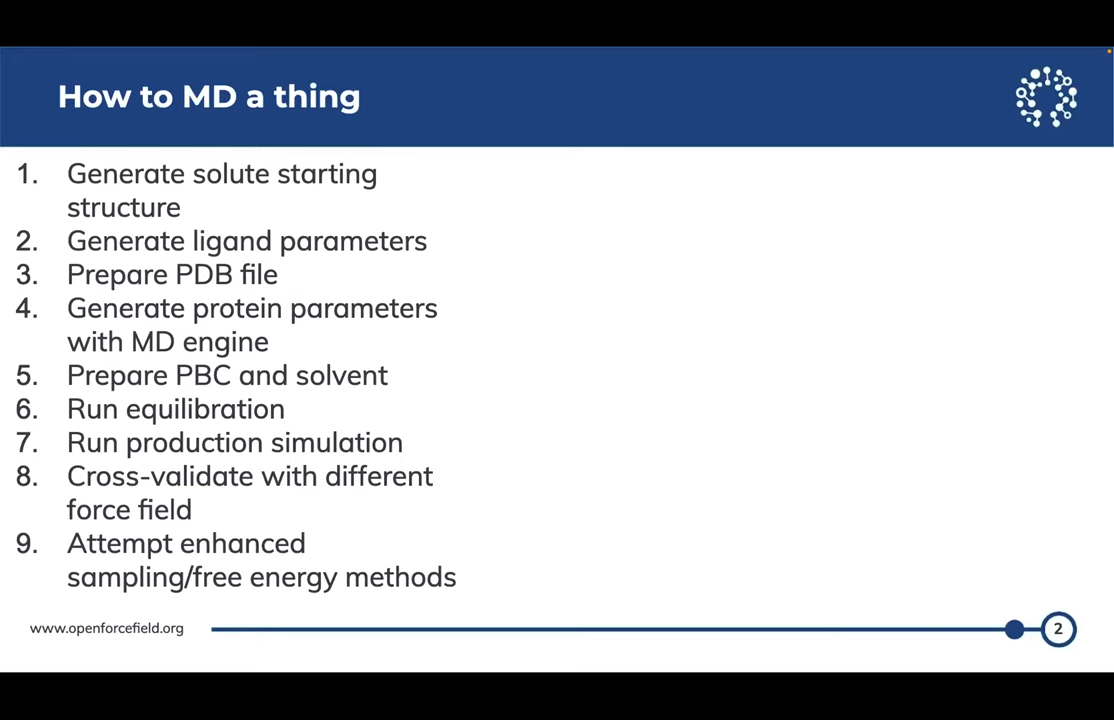 How to MD a thing
1. Generate solute starting
structure
2. Generate ligand parameters
3. Prepare PDB file
4. Generate protein parameters
with MD engine
5. Prepare PBC and solvent
6. Run equilibration
7. Run production simulation
8. Cross-validate with different
force field
9. Attempt enhanced
sampling/free energy methods
www.openforcefield.org
2